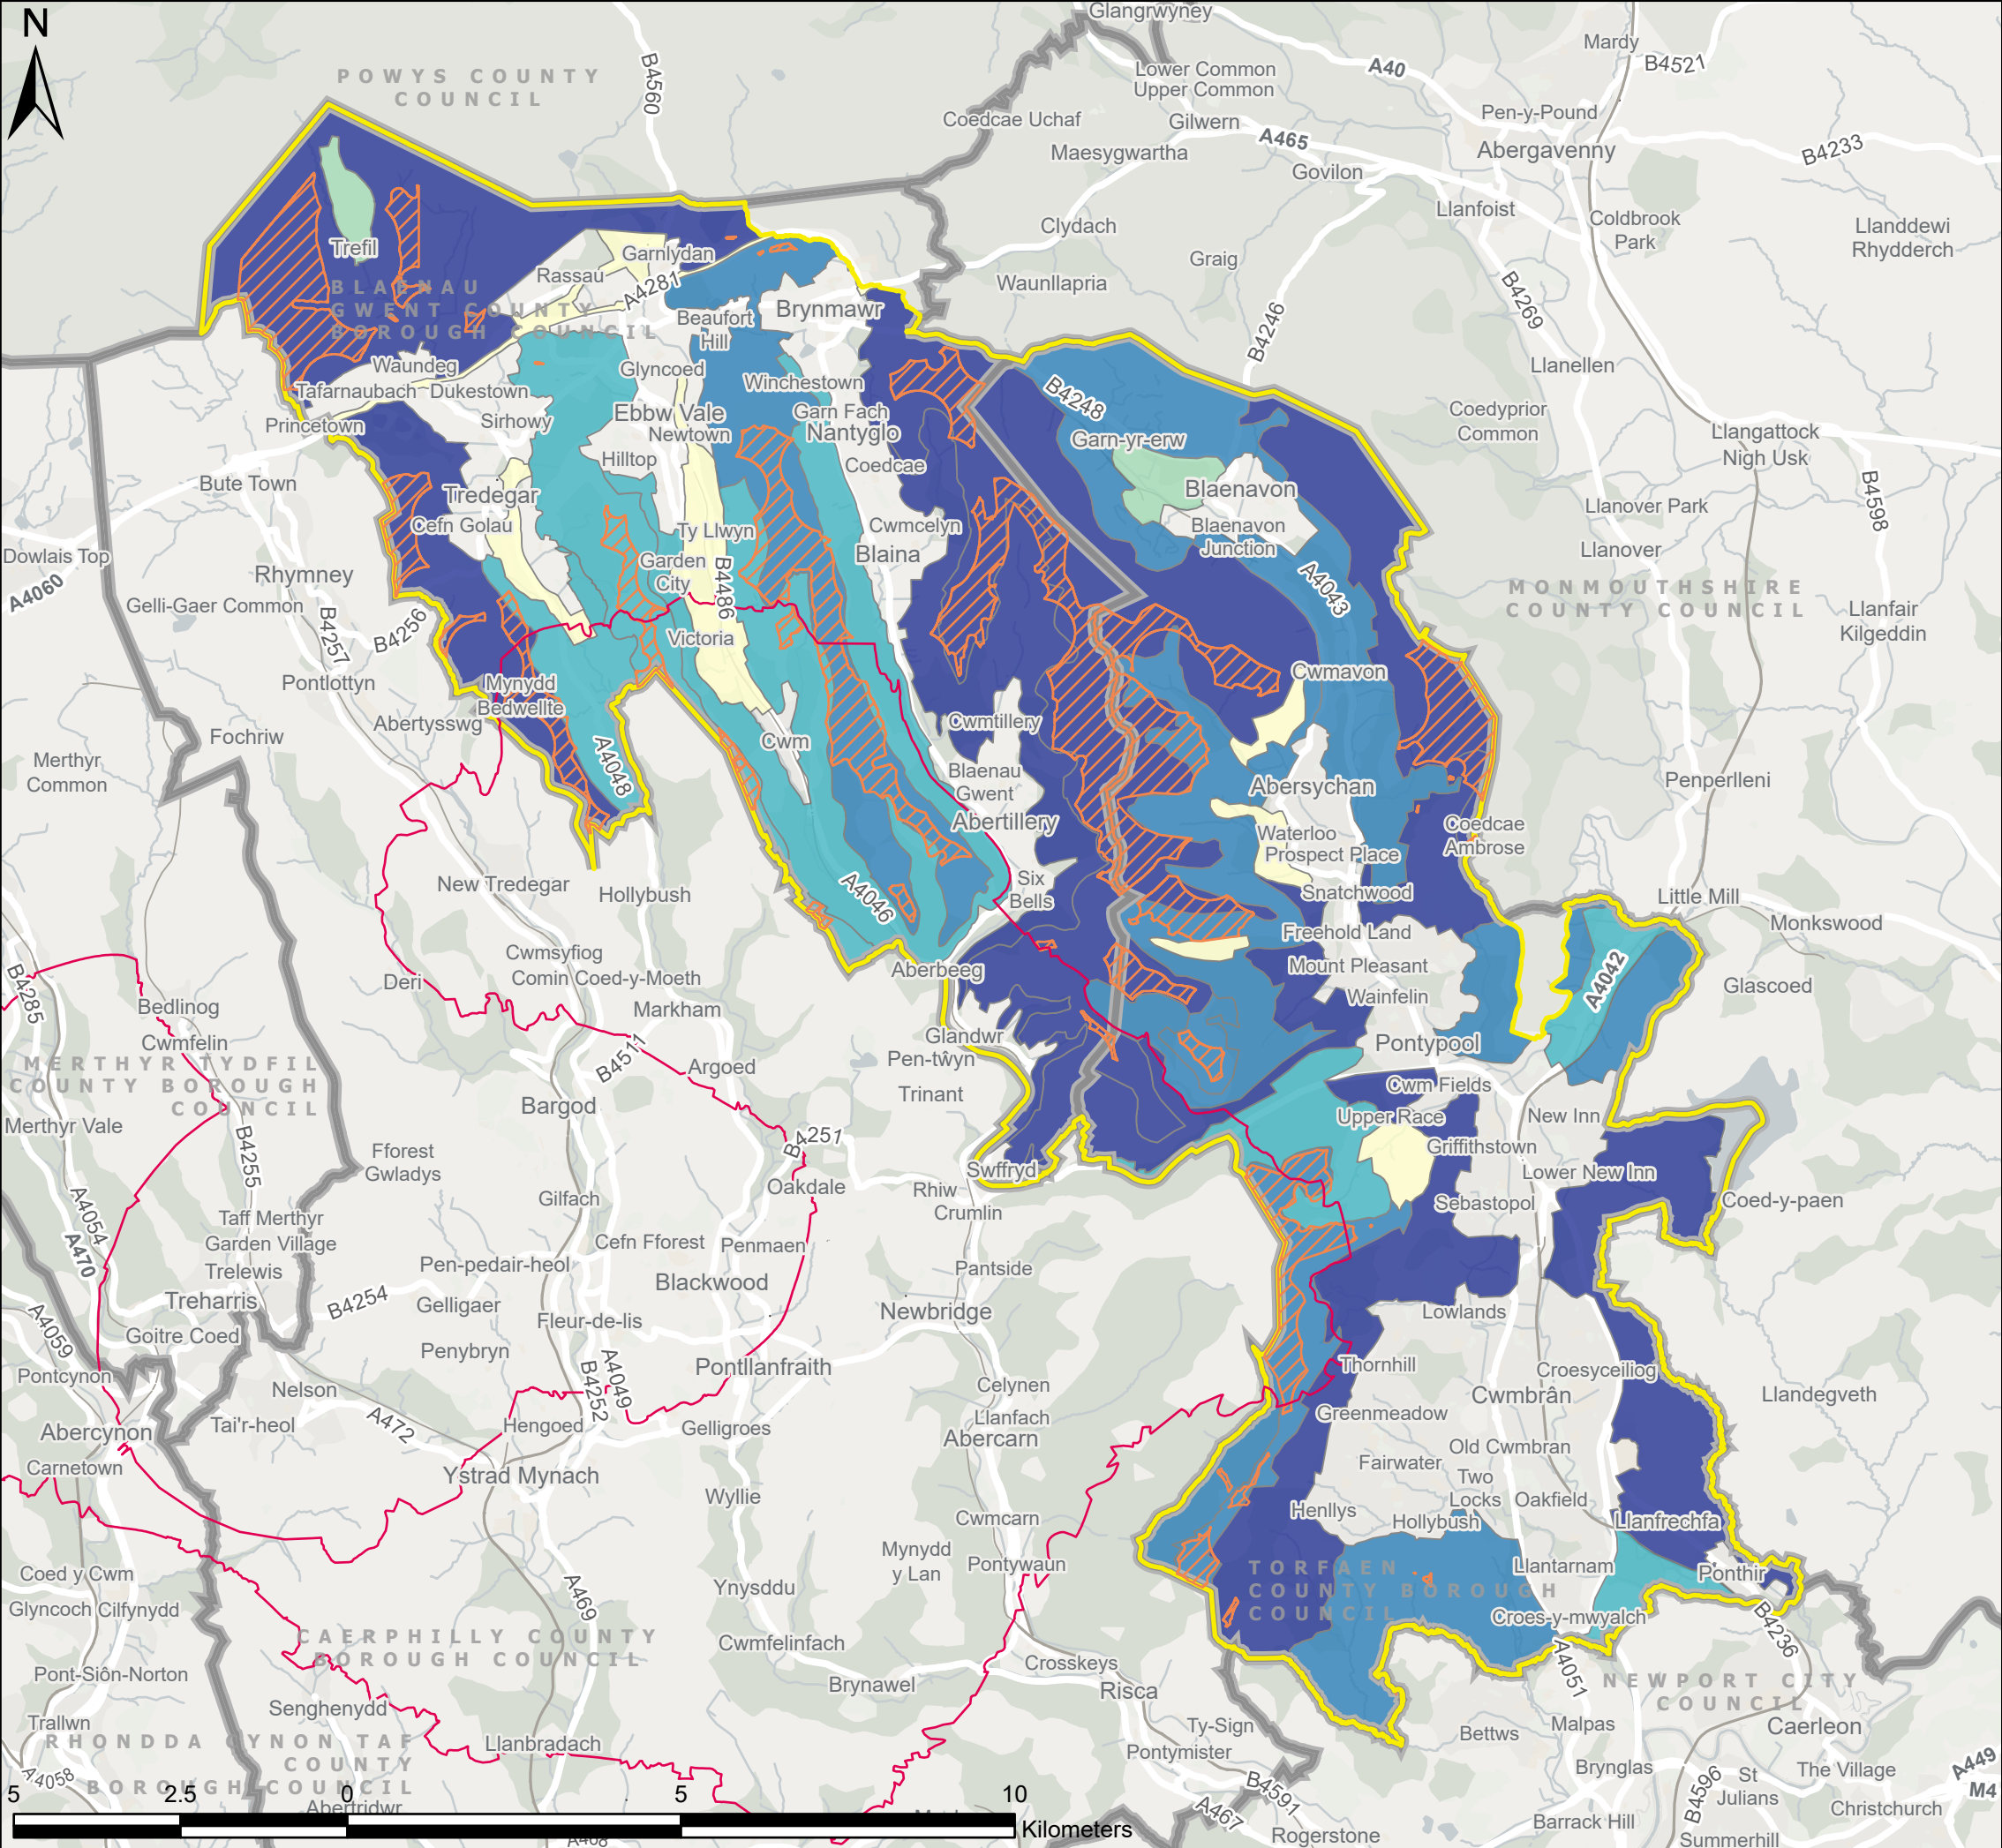 N
Glangrwyney
Mardy
B4521
POWYS COUNTY
COUNCIL
B4560
Lower Common
Upper Common
A40
Pen-y-Pound
Coedcae Uchaf
Gilwern
A465
Abergavenny
B4233
Maesygwartha
Govilon
Llanfoist
Coldbrook
Park
Llanddewi
Rhydderch
Clydach
Trefil
Garnlydan
Graig
Rassau
A4281
Waunllapria
BLAENAU
GWENT COUNTY
BOROUGH COUNCIL
Beaufort
Hill
Brynmawr
B4246
B4269
Waundeg
Glyncoed
Llanellen
Tafarnaubach
Dukestown
Winchestown
B4248
Princetown
Sirhowy
Ebbw Vale
Newtown
Garn Fach
Nantyglo
Garn-yr-erw
Coedyprior
Common
Llangattock
Nigh Usk
Hilltop
Coedcae
Bute Town
Tredegar
Blaenavon
B4598
Cefn Golau
Ty Llwyn
Cwmcelyn
Blaenavon
Junction
Llanover Park
Dowlais Top
Blaina
Llanover
A4060
Rhymney
Garden
City
B4486
A4043
MONMOUTHSHIRE
COUNTY COUNCIL
Gelli-Gaer Common
B4257
B4256
Victoria
Llanfair
Kilgeddin
Pontlottyn
Mynydd
Bedwellte
Cwmavon
Abertysswg
Cwmtillery
Fochriw
A4048
Cwm
Merthyr
Common
Blaenau
Gwent
Abersychan
Penperlleni
Abertillery
Waterloo
Prospect Place
Coedcae
Ambrose
New Tredegar
Hollybush
A4046
Six
Bells
Snatchwood
Little Mill
Monkswood
Cwmsyfiog
Freehold Land
Comin Coed-y-Moeth
Aberbeeg
Mount Pleasant
A4042
Glascoed
B4285
Deri
Markham
Wainfelin
Bedlinog
Cwmfelin
B4511
Glandwr
Pen-tŵyn
Pontypool
MERTHYR TYDFIL
COUNTY BOROUGH
COUNCIL
Argoed
Trinant
Cwm Fields
Bargod
Upper Race
New Inn
Merthyr Vale
B4255
B4251
Griffithstown
Fforest
Gwladys
Swffryd
Lower New Inn
Oakdale
Rhiw
Crumlin
Sebastopol
Coed-y-paen
A4054
A470
Gilfach
Taff Merthyr
Garden Village
Cefn Fforest
Penmaen
Pen-pedair-heol
Pantside
Trelewis
Blackwood
Treharris
B4254
Gelligaer
Newbridge
Lowlands
A4059
Goitre Coed
Fleur-de-lis
Penybryn
Pontllanfraith
Thornhill
Croesyceiliog
Pontcynon
Nelson
B4252
A4049
Celynen
Cwmbrân
Llandegveth
Abercynon
Tai'r-heol
A472
Hengoed
Gelligroes
Llanfach
Abercarn
Greenmeadow
Old Cwmbran
Carnetown
Ystrad Mynach
Fairwater
Two
Locks
Oakfield
Wyllie
Cwmcarn
Henllys
Hollybush
Llanfrechfa
Mynydd
y Lan
Pontywaun
Coed y Cwm
Ynysddu
TORFAEN
COUNTY BOROUGH
COUNCIL
Llantarnam
Ponthir
A469
Glyncoch
Cilfynydd
Croes-y-mwyalch
B4236
CAERPHILLY COUNTY
BOROUGH COUNCIL
Cwmfelinfach
Crosskeys
A4051
Pont-Siôn-Norton
Brynawel
Risca
NEWPORT CITY
COUNCIL
Senghenydd
Trallwn
Ty-Sign
Bettws
Malpas
Caerleon
RHONDDA CYNON TAF
COUNTY
BOROUGH COUNCIL
Llanbradach
Pontymister
Brynglas
The Village
A449
A4058
B4591
B4596
St
Julians
M4
Abertridwr
A467
Christchurch
Barrack Hill
Rogerstone
Summerhill
A468
5 2.5 0 5 10
Kilometers